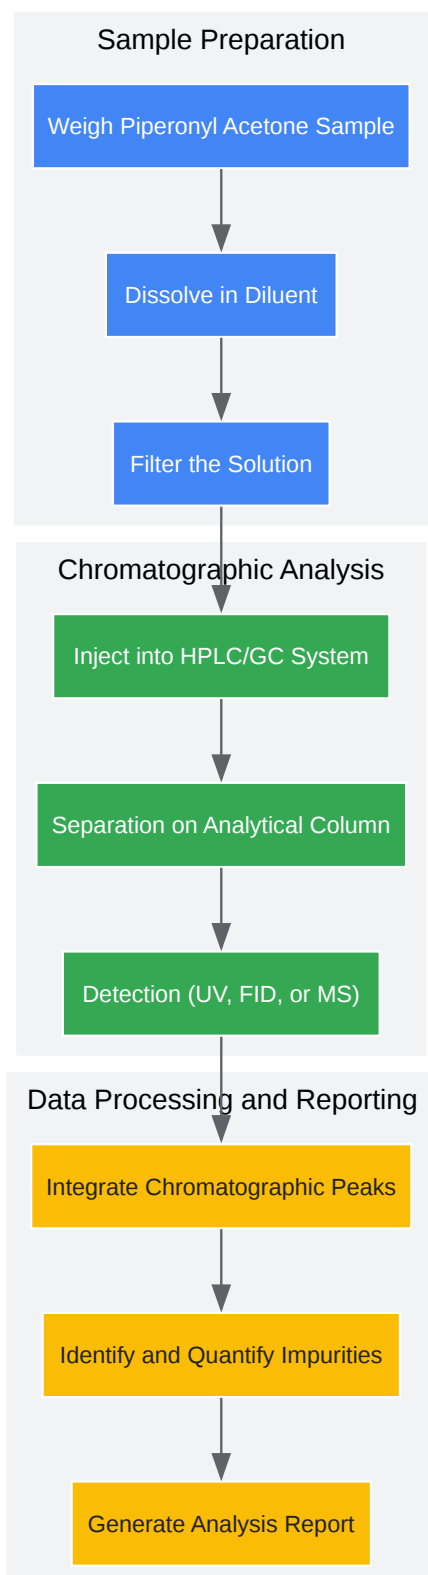 Sample Preparation
Weigh Piperonyl Acetone Sample
Dissolve in Diluent
Filter the Solution
Chromatographic Analysis
Inject into HPLC/GC System
Separation on Analytical Column
Detection (UV, FID, or MS)
Data Processing and Reporting
Integrate Chromatographic Peaks
Identify and Quantify Impurities
Generate Analysis Report